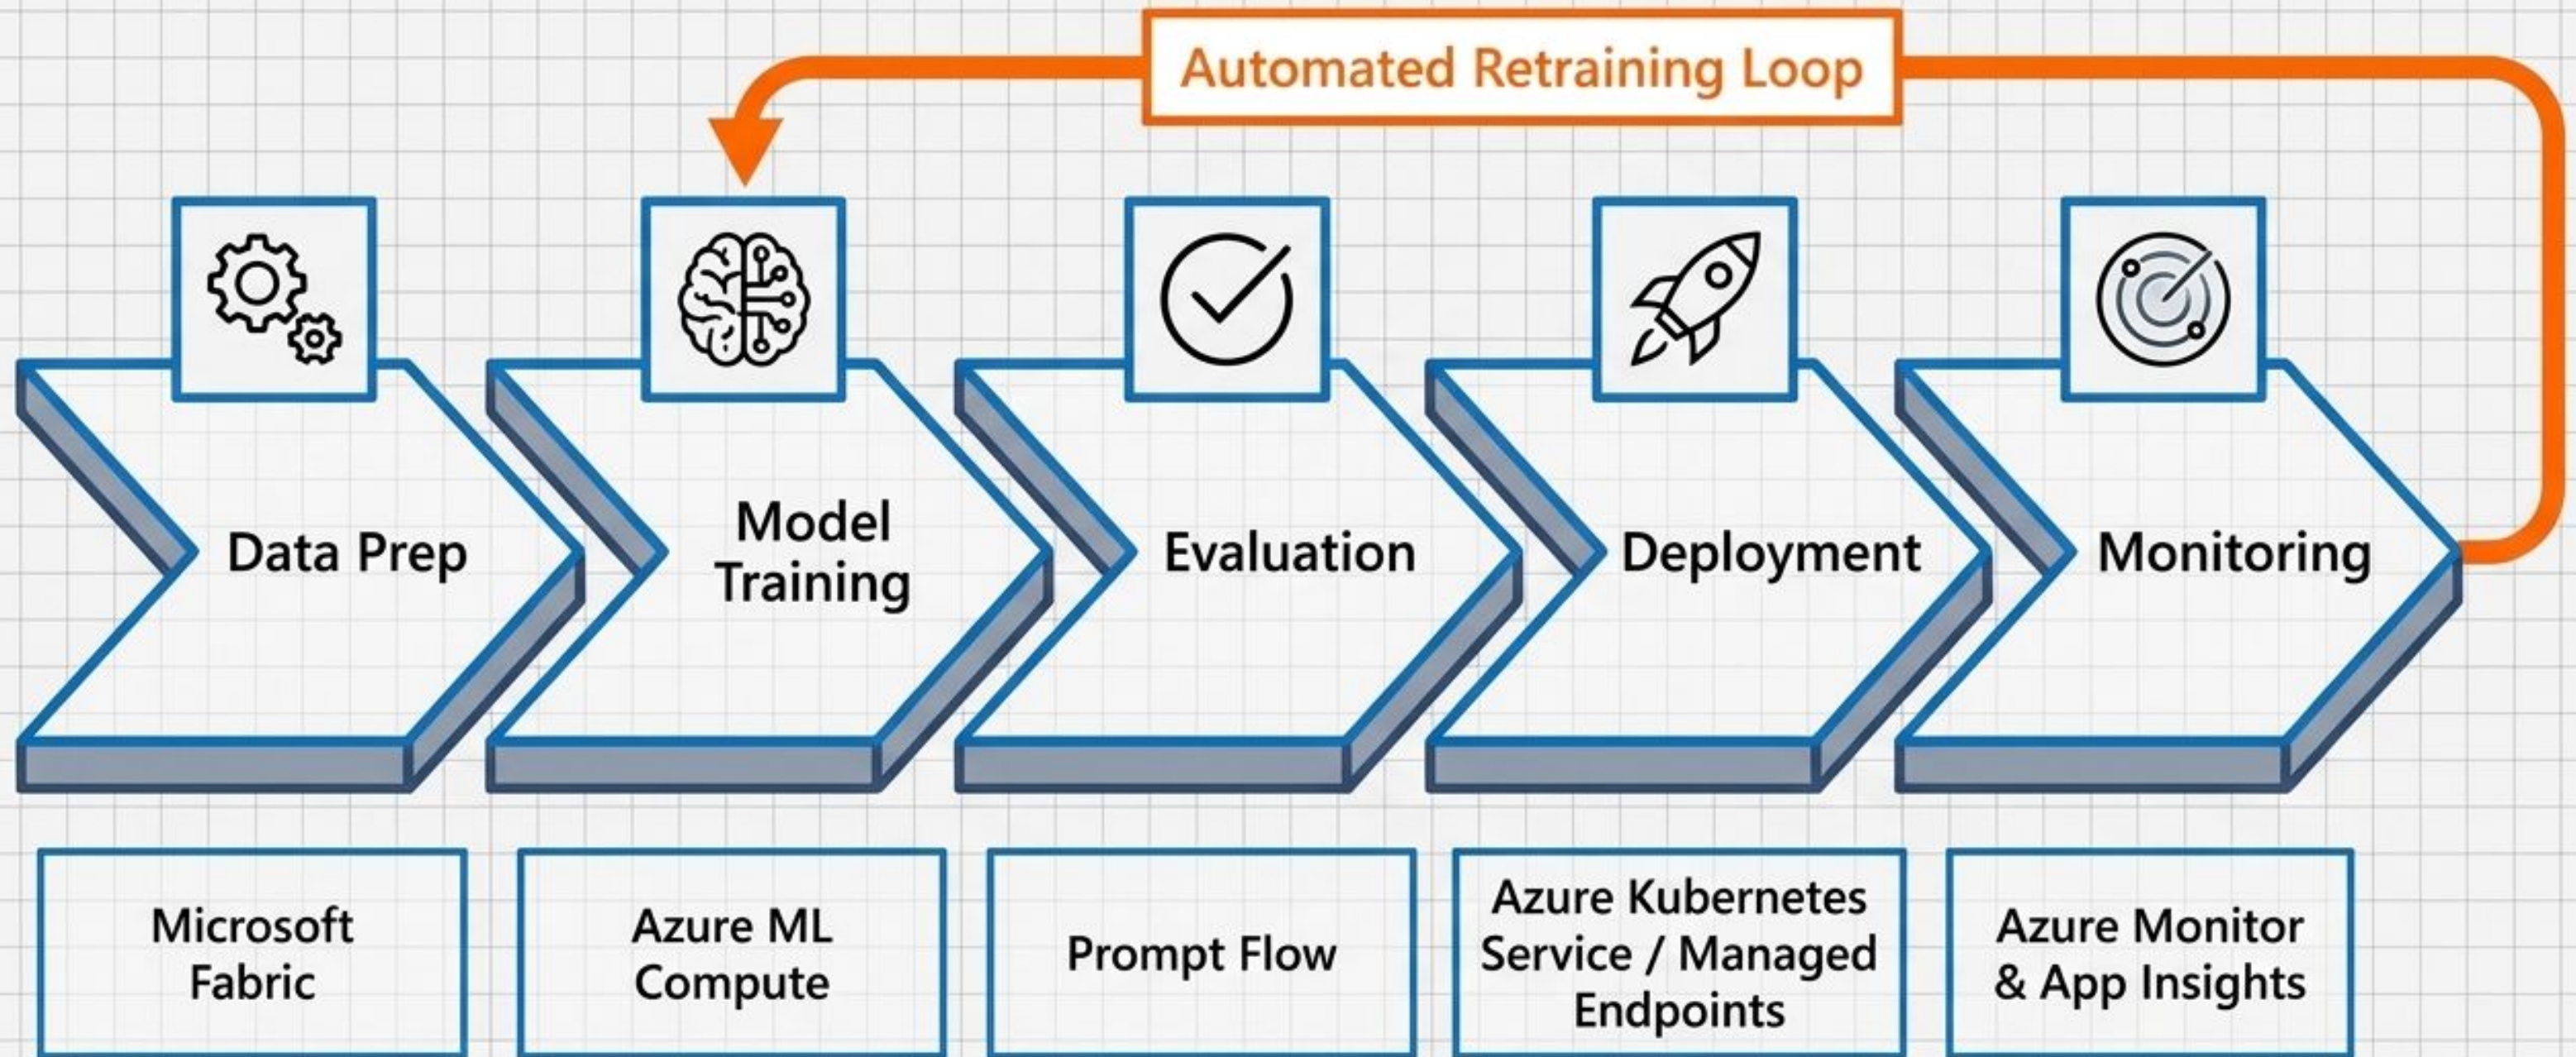 Automated Retraining Loop
Data Prep
Model
Training
Evaluation
Deployment
Monitoring
Microsoft
Fabric
Azure ML
Compute
Prompt Flow
Azure Kubernetes
Service / Managed
Endpoints
Azure Monitor
& App Insights